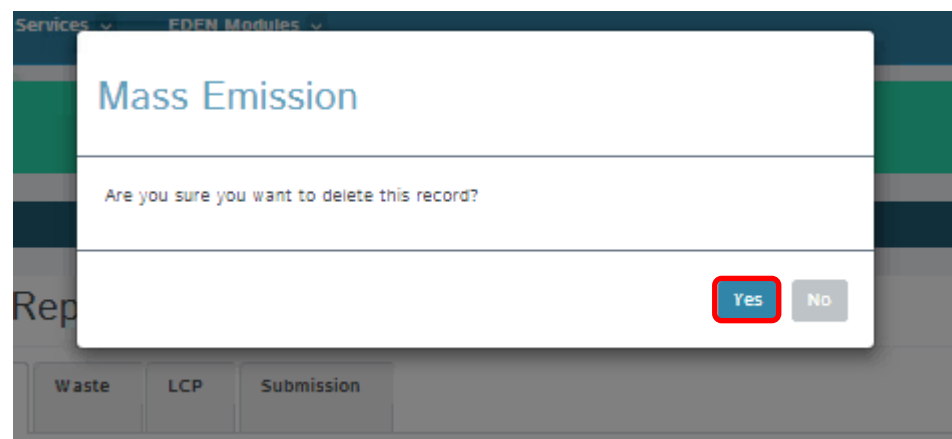 Services EDEN Modules
Mass Emission
Are you sure you want to delete this record?
Yes No
Rep
Waste LCP Submission